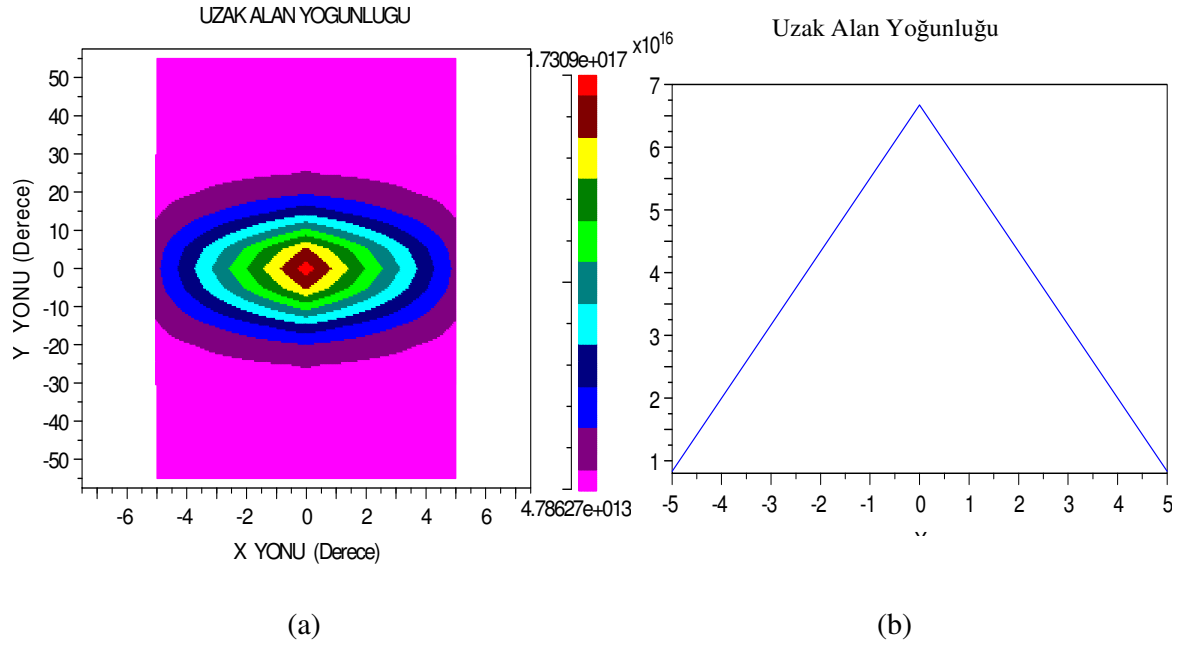 UZAK ALAN YOGUNLUGU
1.7309e+017
50
40
30
20
10
0
-10
-20
-30
-40
-50
Y YONU (Derece)
-6 -4 -2 0 2 4 6
X YONU (Derece)
4.78627e+013
(a)
Uzak Alan Yoğunluğu
x10^16
7
6
5
4
3
2
1
-5 -4 -3 -2 -1 0 1 2 3 4 5
(b)